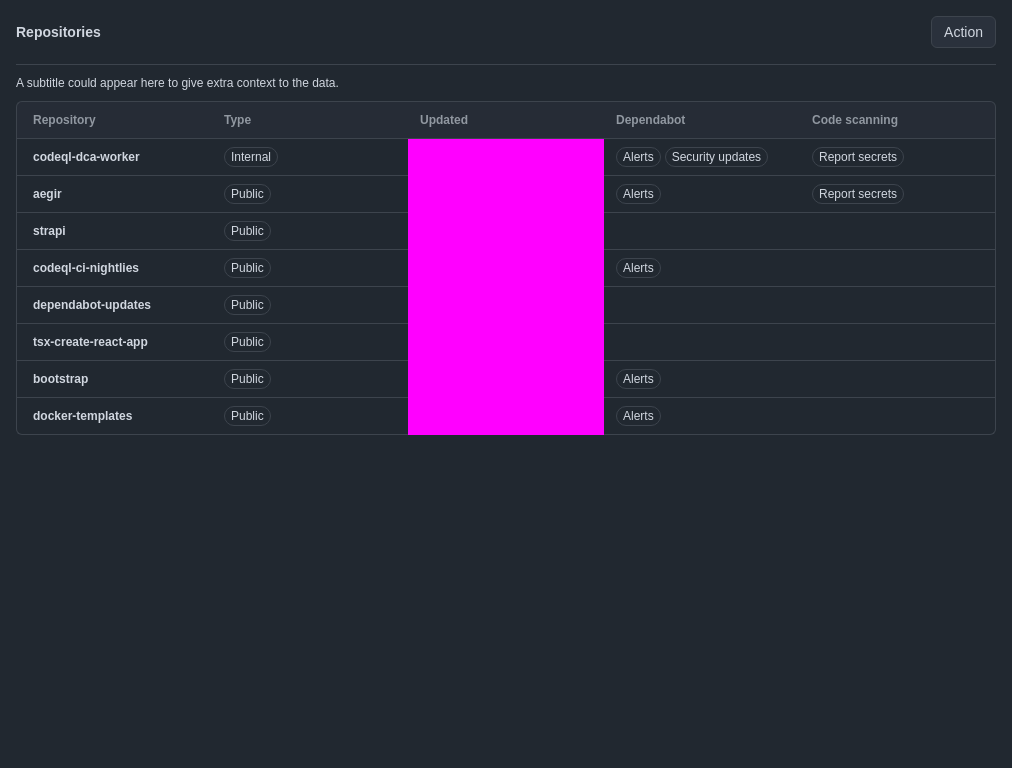 Repositories
Action
A subtitle could appear here to give extra context to the data.
Repository Type Updated Dependabot Code scanning
codeql-dca-worker Internal Alerts Security updates Report secrets
aegir Public Alerts Report secrets
strapi Public
codeql-ci-nightlies Public Alerts
dependabot-updates Public
tsx-create-react-app Public
bootstrap Public Alerts
docker-templates Public Alerts